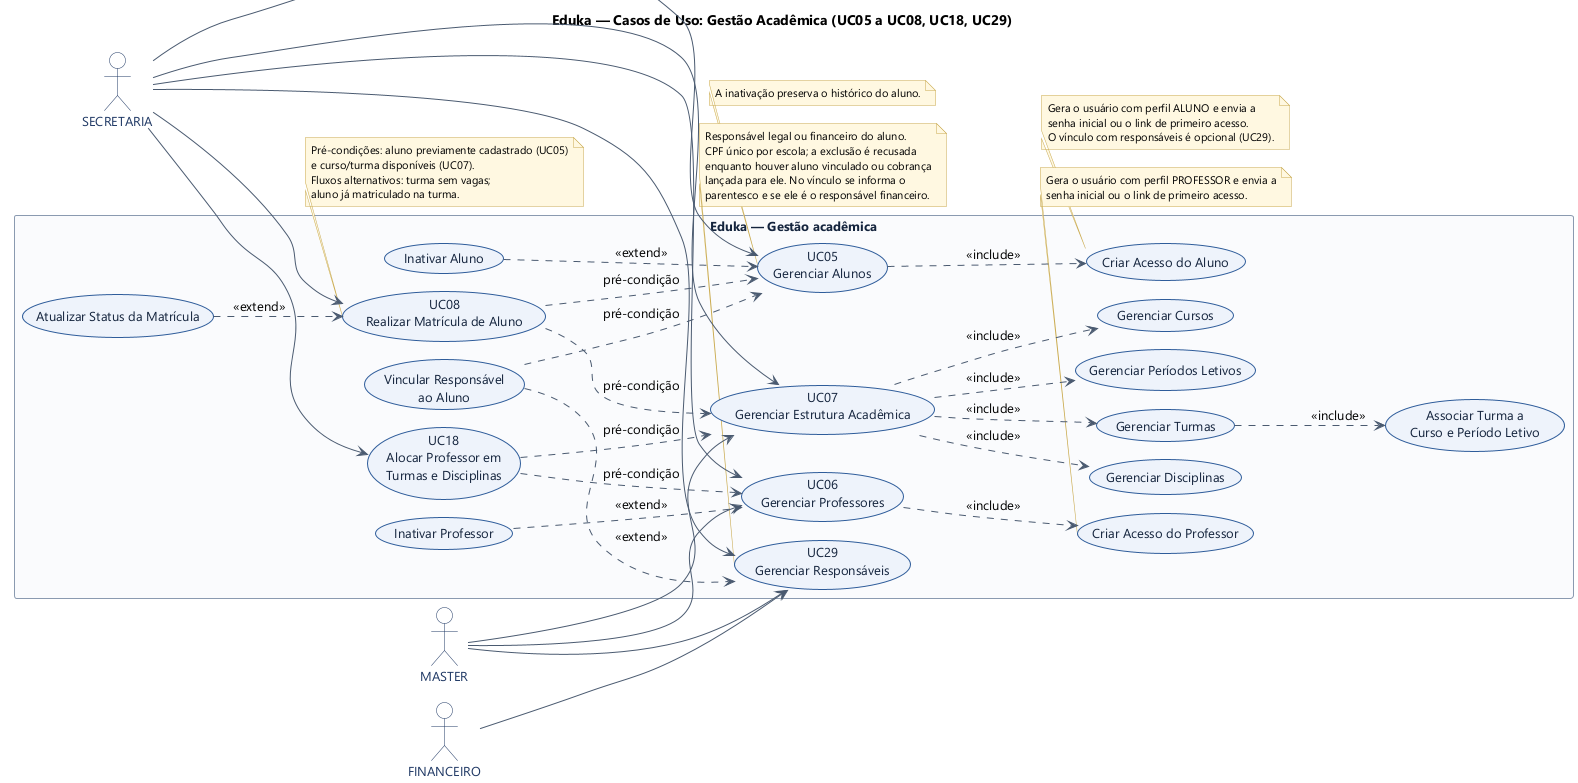 Eduka — Casos de Uso: Gestão Acadêmica (UC05 a UC08, UC18, UC29)
SECRETARIA
A inativação preserva o histórico do aluno.
Pré-condições: aluno previamente cadastrado (UC05)
e curso/turma disponíveis (UC07).
Fluxos alternativos: turma sem vagas;
aluno já matriculado na turma.
Responsável legal ou financeiro do aluno.
CPF único por escola; a exclusão é recusada
enquanto houver aluno vinculado ou cobrança
lançada para ele. No vínculo se informa o
parentesco e se ele é o responsável financeiro.
Gera o usuário com perfil ALUNO e envia a
senha inicial ou o link de primeiro acesso.
O vínculo com responsáveis é opcional (UC29).
Gera o usuário com perfil PROFESSOR e envia a
senha inicial ou o link de primeiro acesso.
Eduka — Gestão acadêmica
Atualizar Status da Matrícula
«extend»
Inativar Aluno
UC08
Realizar Matrícula de Aluno
Vincular Responsável
ao Aluno
UC18
Alocar Professor em
Turmas e Disciplinas
Inativar Professor
«extend»
pré-condição
pré-condição
pré-condição
pré-condição
pré-condição
«extend»
«extend»
UC05
Gerenciar Alunos
UC07
Gerenciar Estrutura Acadêmica
UC06
Gerenciar Professores
UC29
Gerenciar Responsáveis
«include»
«include»
«include»
«include»
«include»
«include»
Criar Acesso do Aluno
Gerenciar Cursos
Gerenciar Períodos Letivos
Gerenciar Turmas
Gerenciar Disciplinas
Criar Acesso do Professor
«include»
Associar Turma a
Curso e Período Letivo
MASTER
FINANCEIRO